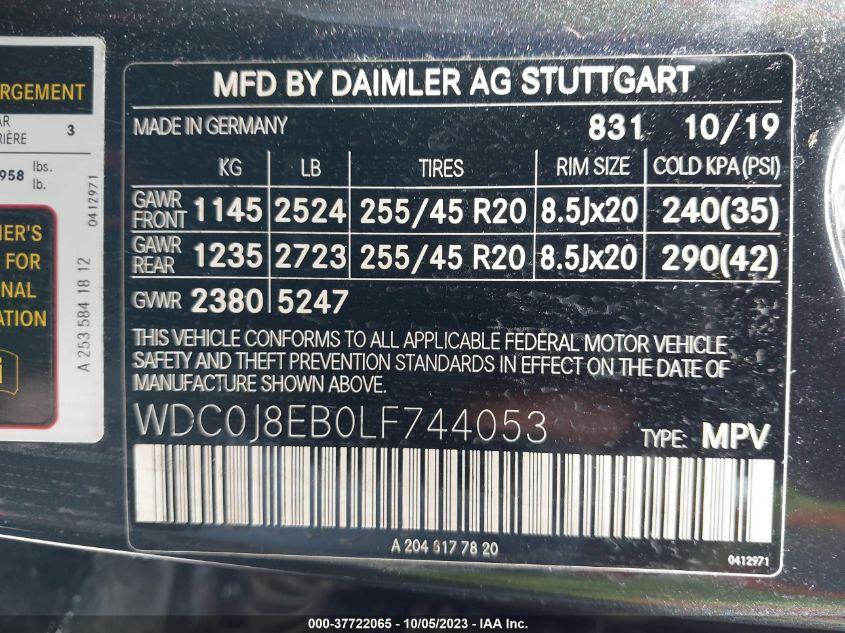 RGEMENT
3
958 lbs.
lb.
0412971
ER'S
FOR
NAL
ATION
A 253 584 18 12
MFD BY DAIMLER AG STUTTGART
MADE IN GERMANY 831 10/19
KG LB TIRES RIM SIZE COLD KPA(PSI)
GAWR FRONT 1145 2524 255/45 R20 8.5Jx20 240(35)
GAWR REAR 1235 2723 255/45 R20 8.5Jx20 290(42)
GVWR 2380 5247
THIS VEHICLE CONFORMS TO ALL APPLICABLE FEDERAL MOTOR VEHICLE
SAFETY AND THEFT PREVENTION STANDARDS IN EFFECT ON THE DATE OF
MANUFACTURE SHOWN ABOVE.
WDC0J8EB0LF744053 TYPE: MPV
A 204 817 78 20
0412971
000-37722065 - 10/05/2023 - IAA Inc.